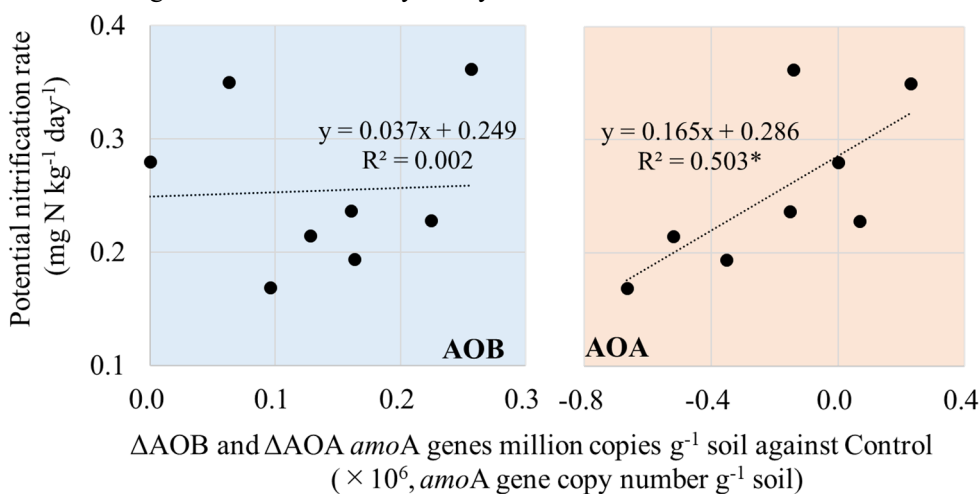 0.4
0.3
0.2
0.1
Potential nitrification rate
(mg N kg⁻¹ day⁻¹)
y = 0.037x + 0.249
R² = 0.002
AOB
0.0 0.1 0.2 0.3
y = 0.165x + 0.286
R² = 0.503*
AOA
-0.8 -0.4 0.0 0.4
ΔAOB and ΔAOA amoA genes million copies g⁻¹ soil against Control
( × 10⁶, amoA gene copy number g⁻¹ soil)